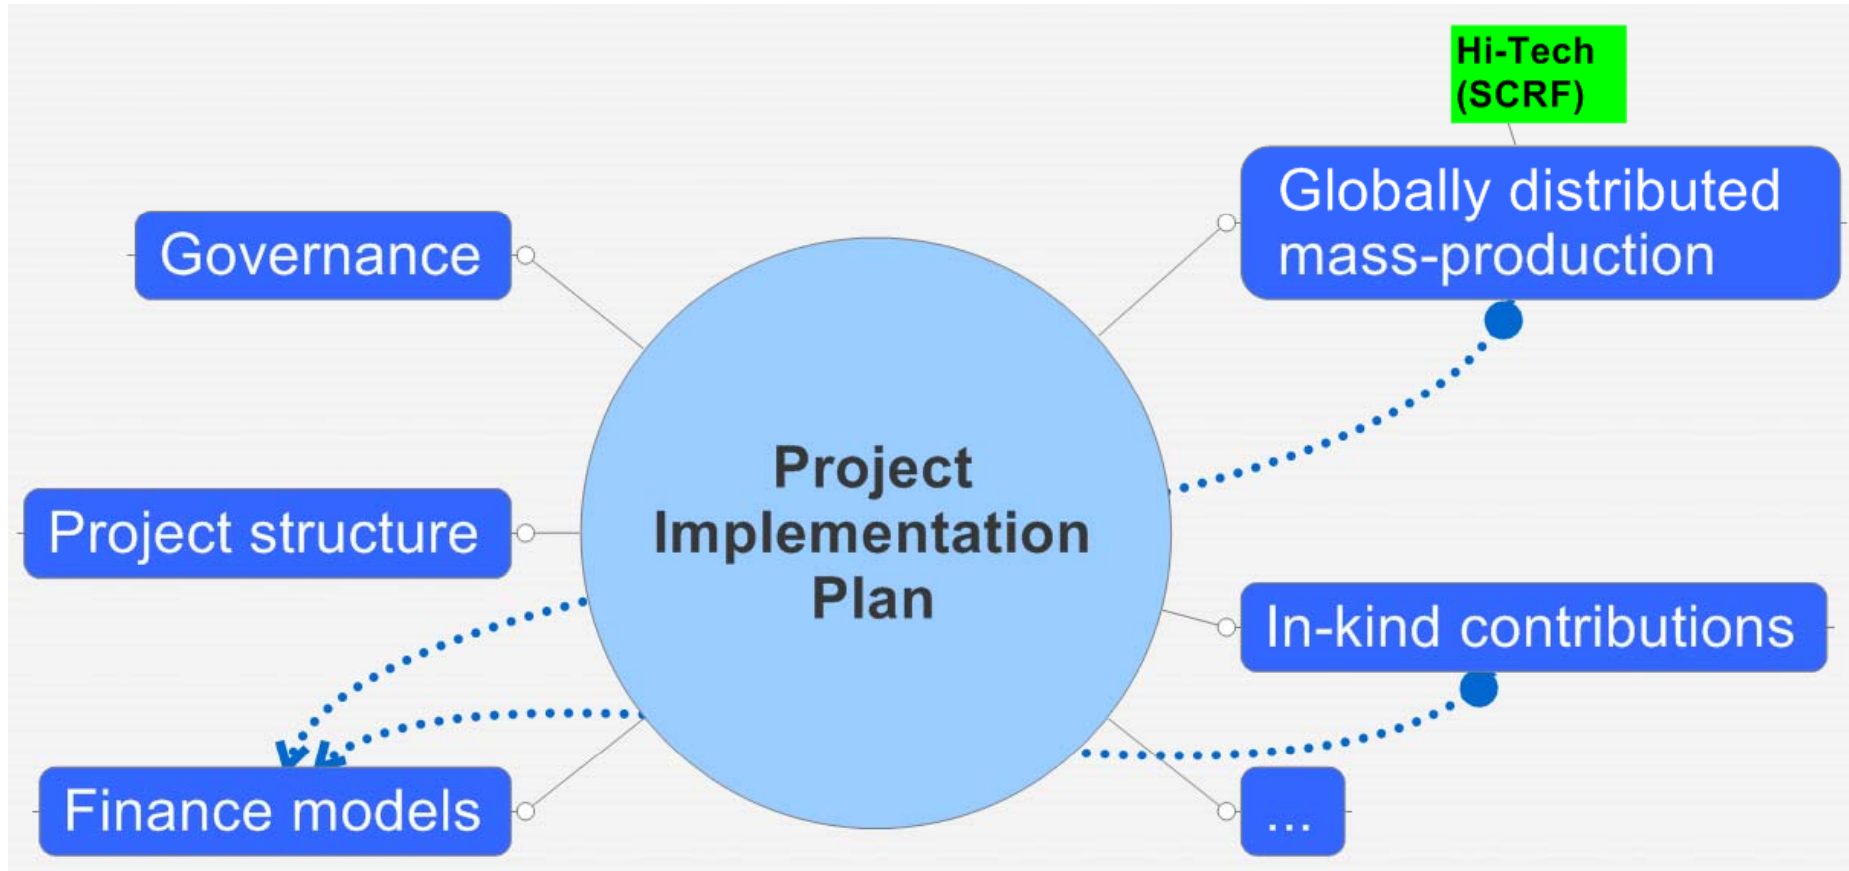 Hi-Tech
(SCRF)
Globally distributed
mass-production
Governance
Project
Implementation
Plan
Project structure
In-kind contributions
Finance models
...